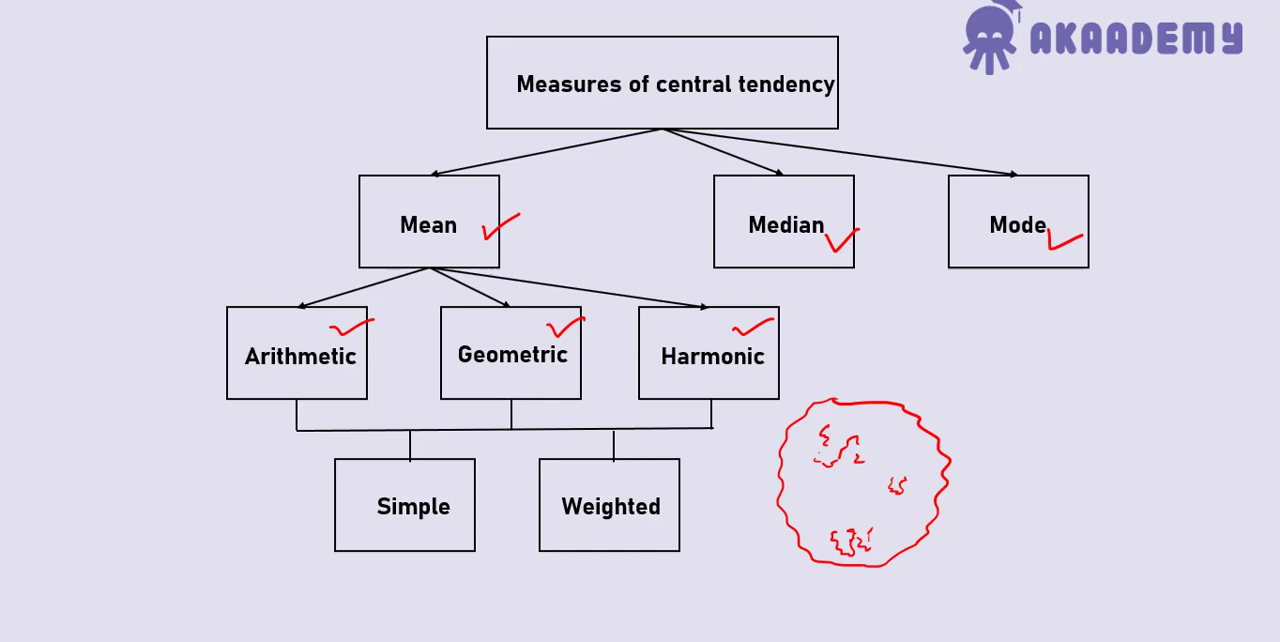 AKAADEMY
Measures of central tendency
Mean
Median
Mode
Arithmetic
Geometric
Harmonic
Simple
Weighted